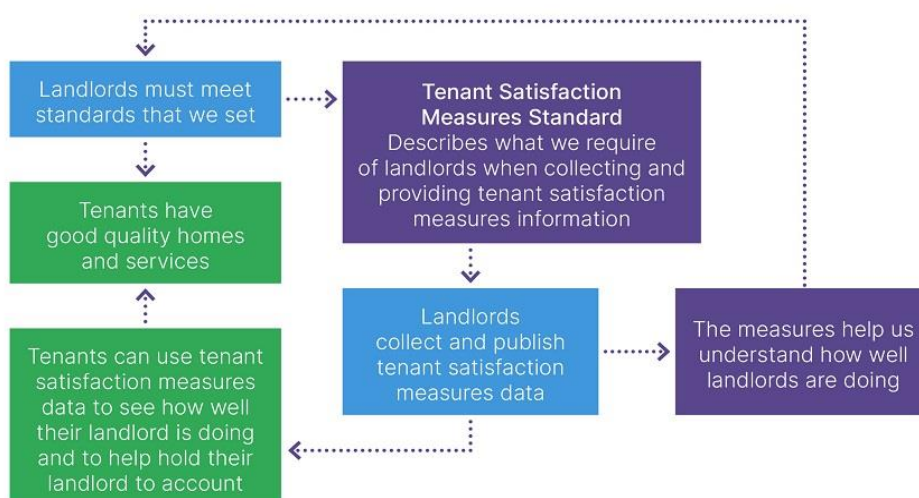 Landlords must meet
standards that we set
Tenant Satisfaction
Measures Standard
Describes what we require
of landlords when collecting and
providing tenant satisfaction
measures information
Tenants have
good quality homes
and services
Landlords
collect and publish
tenant satisfaction
measures data
The measures help us
understand how well
landlords are doing
Tenants can use tenant
satisfaction measures
data to see how well
their landlord is doing
and to help hold their
landlord to account